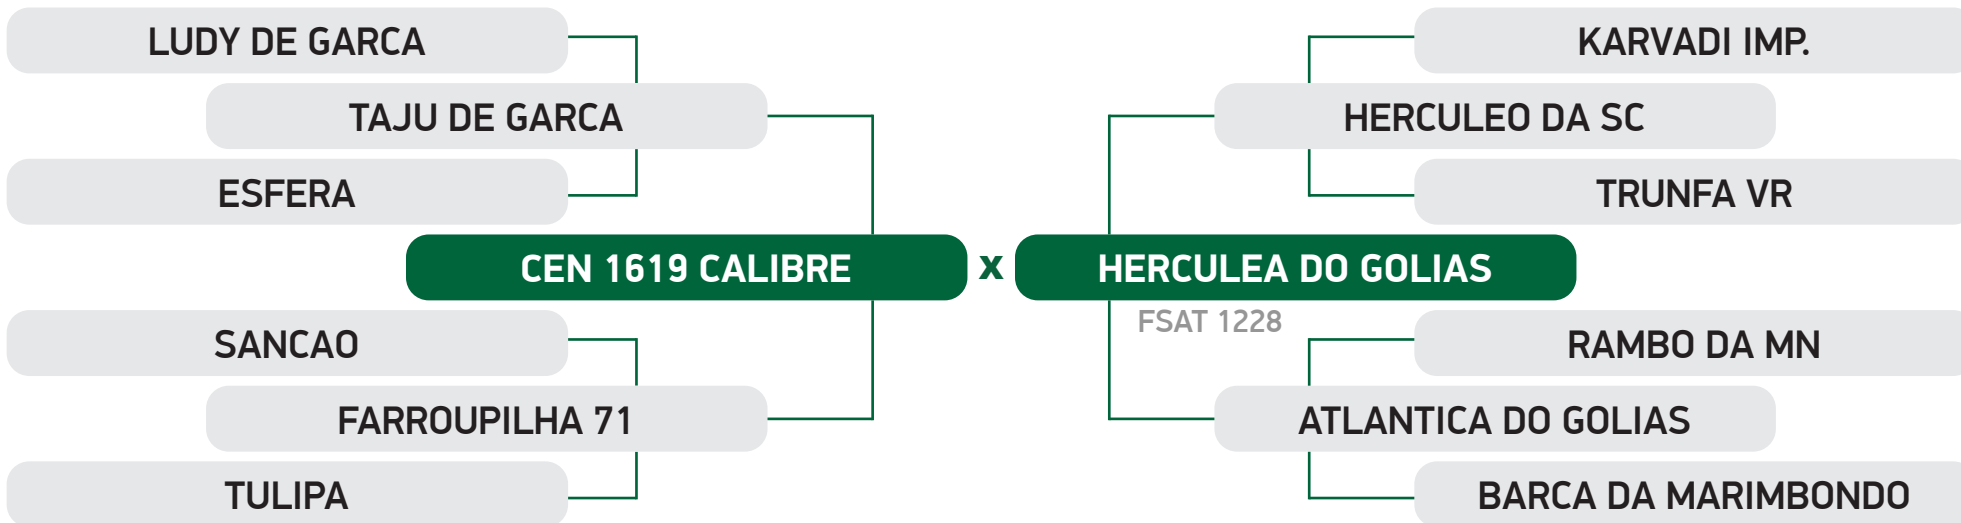 LUDY DE GARCA
KARVADI IMP.
TAJU DE GARCA
HERCULEO DA SC
ESFERA
TRUNFA VR
CEN 1619 CALIBRE
x
HERCULEA DO GOLIAS
FSAT 1228
SANCAO
RAMBO DA MN
FARROUPILHA 71
ATLANTICA DO GOLIAS
TULIPA
BARCA DA MARIMBONDO